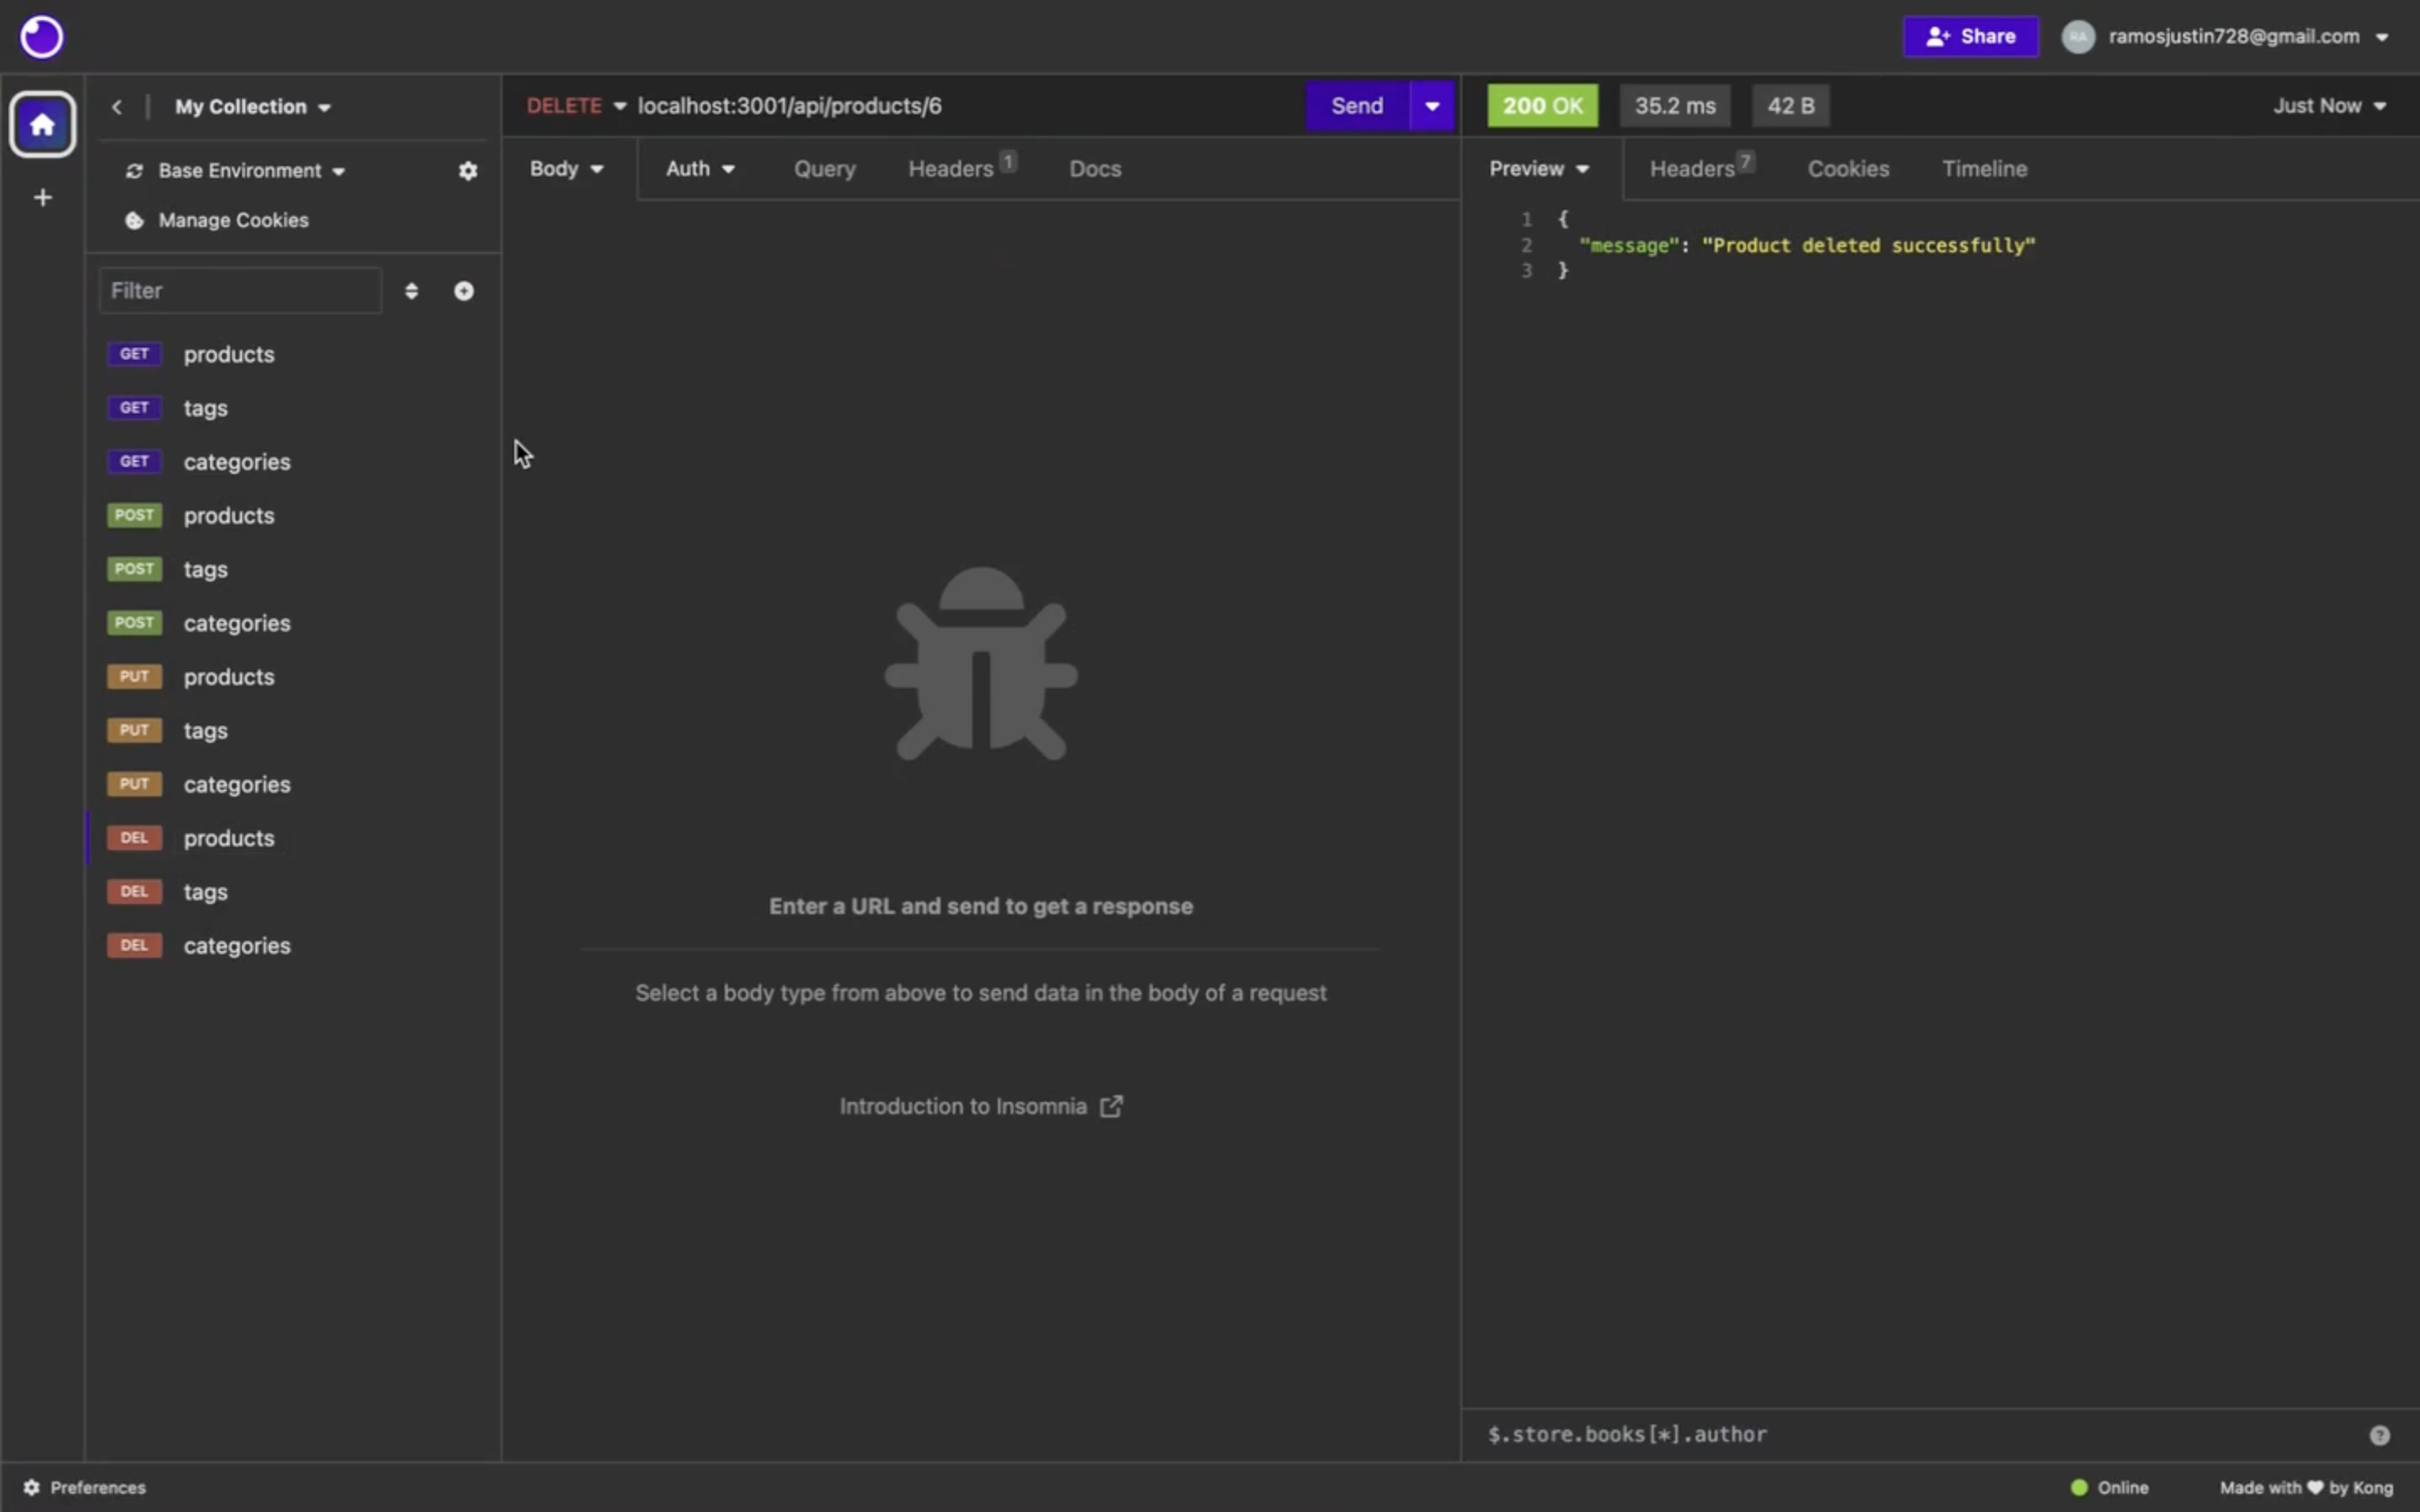 Share
RA
ramosjustin728@gmail.com
My Collection
DELETE
localhost:3001/api/products/6
Send
200 OK
35.2 ms
42 B
Just Now
Base Environment
Manage Cookies
Filter
GET products
GET tags
GET categories
POST products
POST tags
POST categories
PUT products
PUT tags
PUT categories
DEL products
DEL tags
DEL categories
Body
Auth
Query
Headers 1
Docs
Enter a URL and send to get a response
Select a body type from above to send data in the body of a request
Introduction to Insomnia
Preview
Headers 7
Cookies
Timeline
1 {
2 "message": "Product deleted successfully"
3 }
$.store.books[*].author
?
Preferences
Online
Made with ♥ by Kong